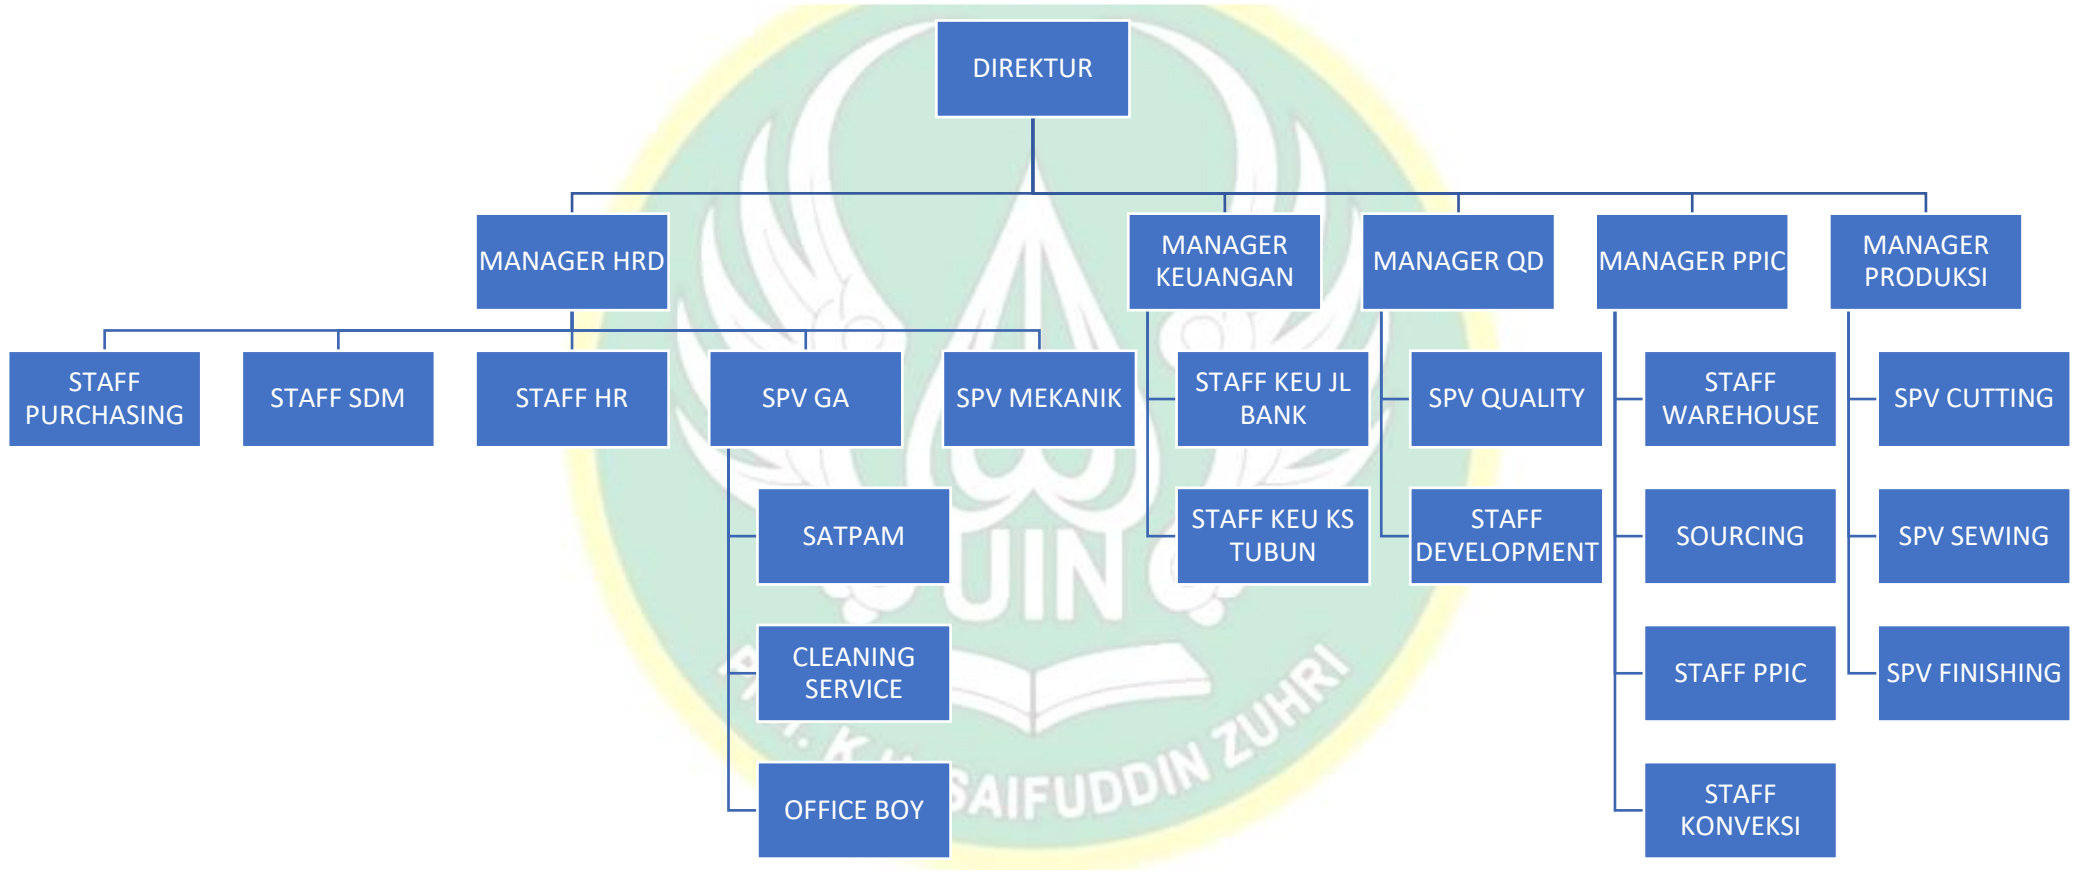 DIREKTUR
MANAGER HRD
MANAGER
KEUANGAN
MANAGER QD
MANAGER PPIC
MANAGER
PRODUKSI
STAFF
PURCHASING
STAFF SDM
STAFF HR
SPV GA
SPV MEKANIK
STAFF KEU JL
BANK
SPV QUALITY
STAFF
WAREHOUSE
SPV CUTTING
SATPAM
STAFF KEU KS
TUBUN
STAFF
DEVELOPMENT
SOURCING
SPV SEWING
CLEANING
SERVICE
STAFF PPIC
SPV FINISHING
OFFICE BOY
STAFF
KONVEKSI
UIN
SAIFUDDIN ZUHRI